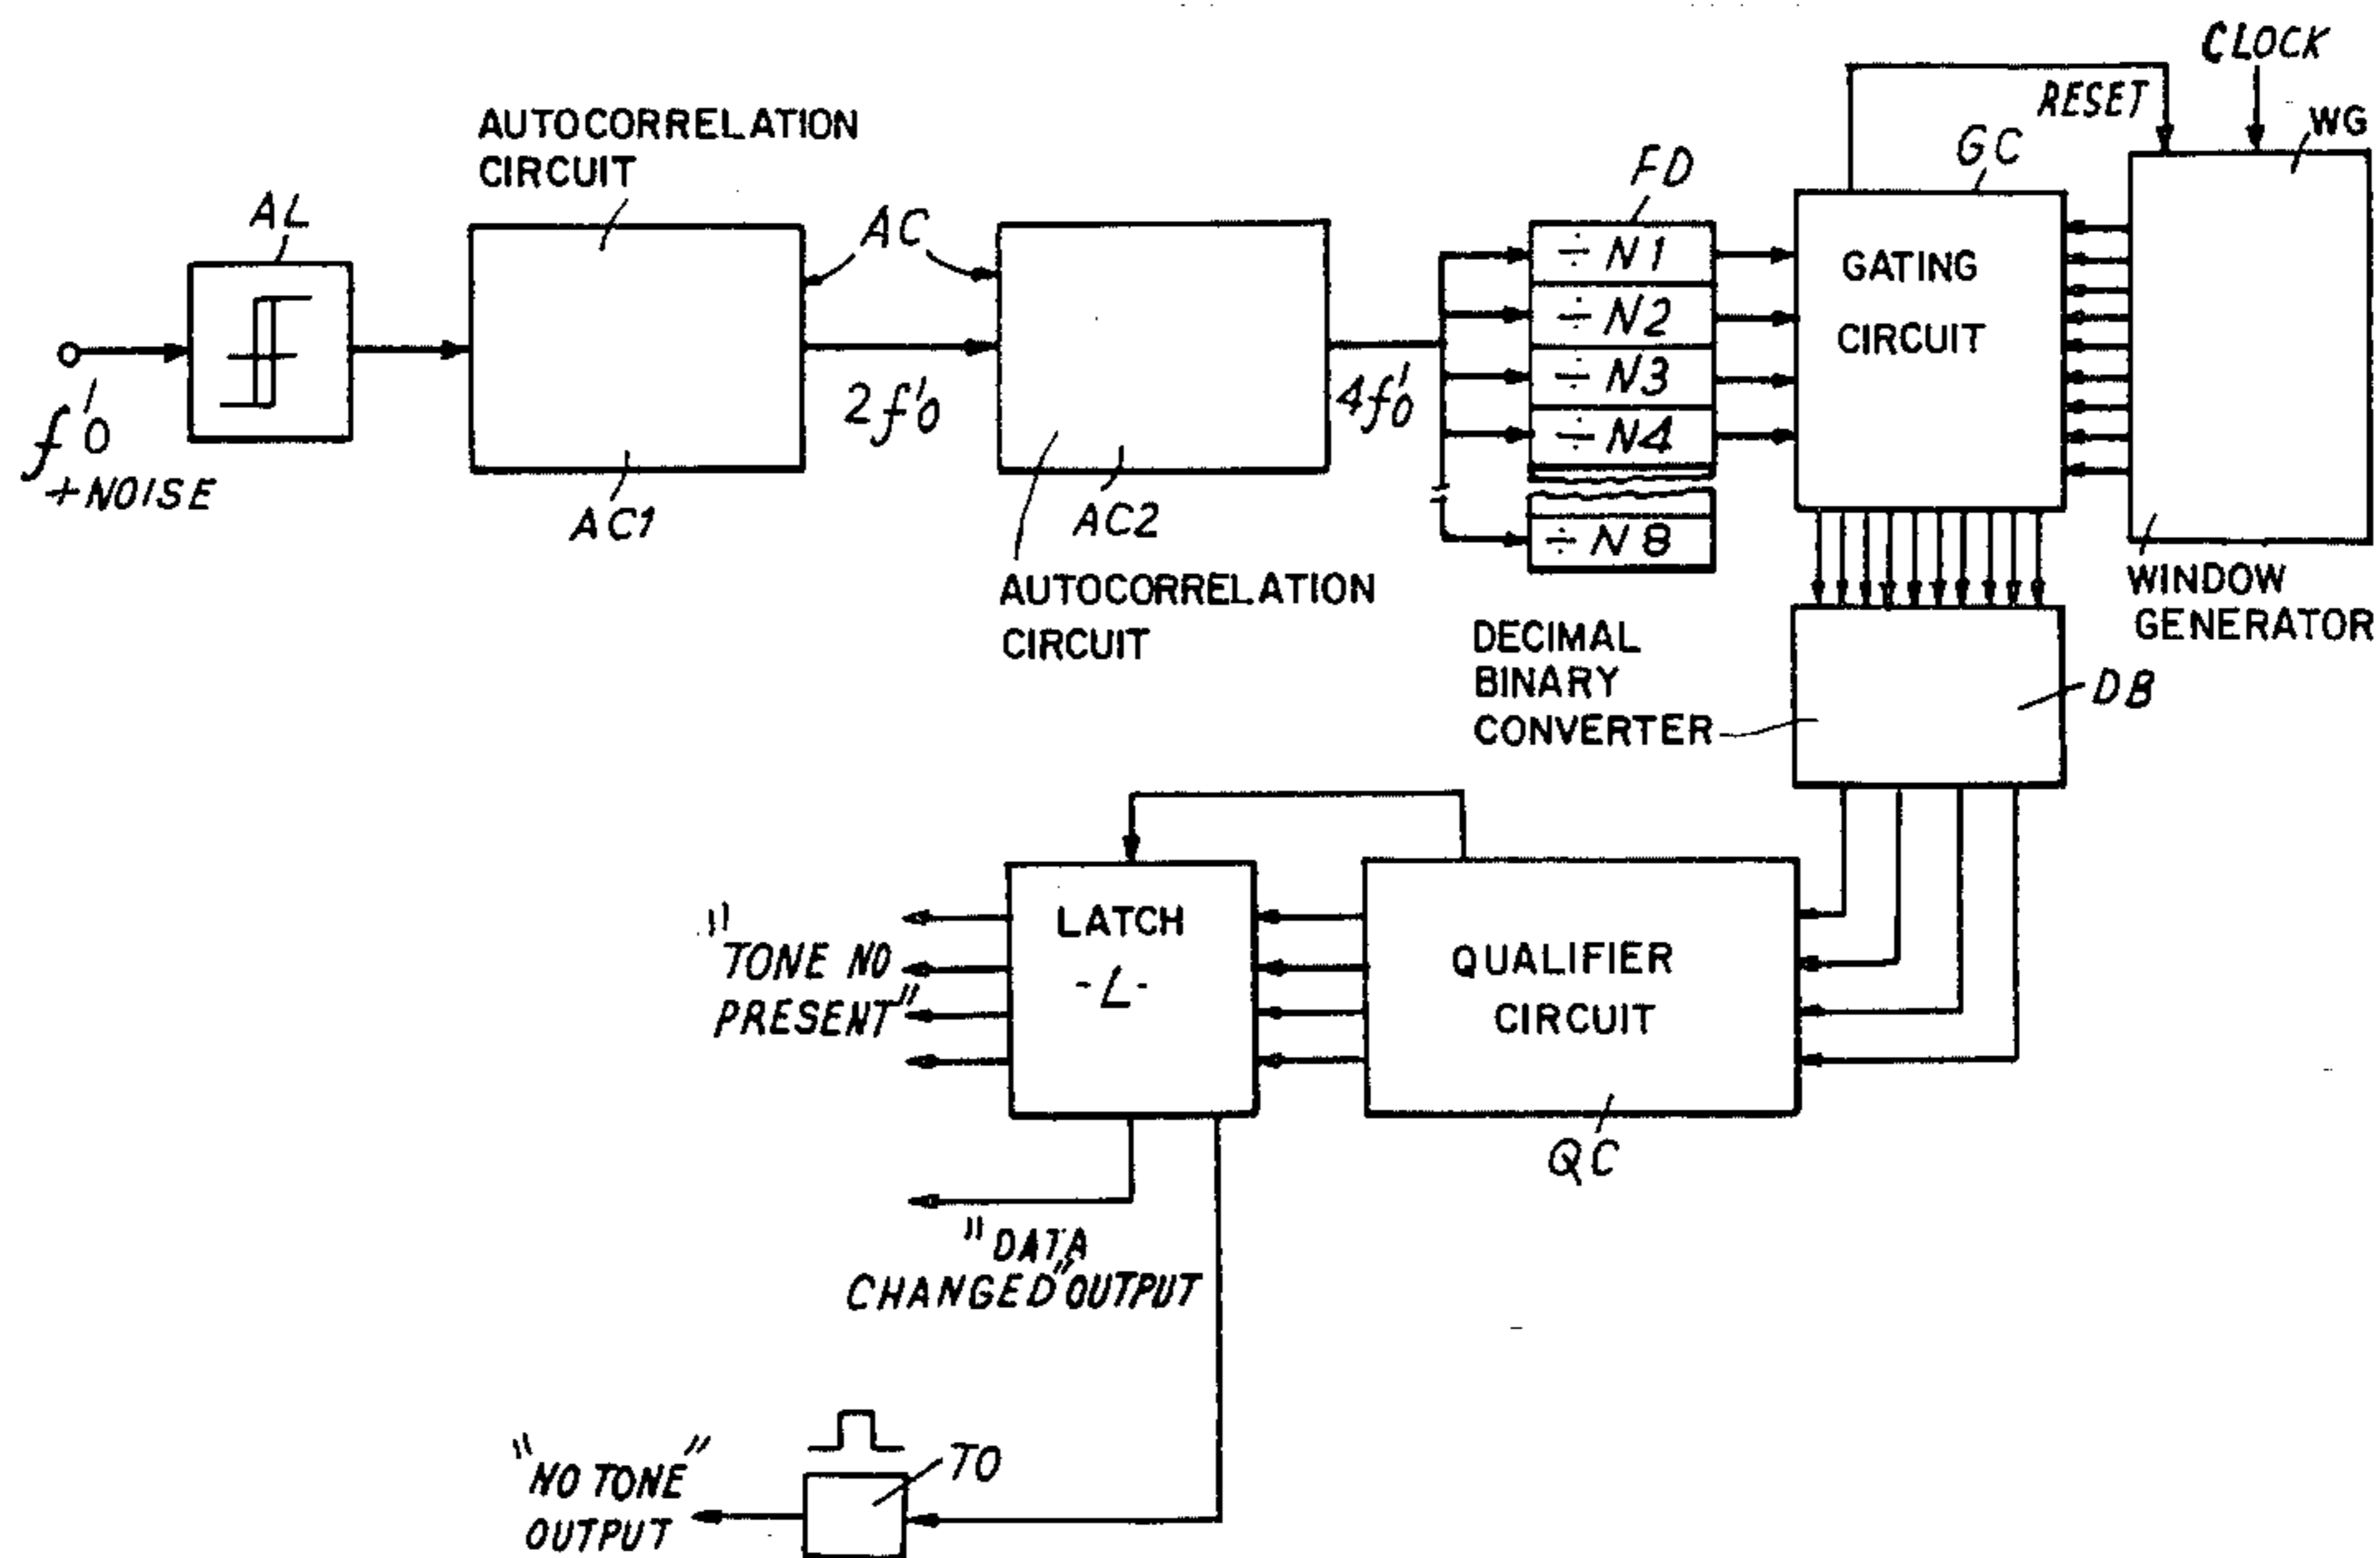 CLOCK
RESET
WG
AUTOCORRELATION
CIRCUIT
GC
FD
AL
AC
÷ N1
÷ N2
÷ N3
÷ N4
÷ N8
GATING
CIRCUIT
f'0
+NOISE
2f'0
4f'0
AC1
AC2
AUTOCORRELATION
CIRCUIT
WINDOW
GENERATOR
DECIMAL
BINARY
CONVERTER
DB
LATCH
-L-
"TONE NO
PRESENT"
QUALIFIER
CIRCUIT
QC
"DATA
CHANGED" OUTPUT
"NO TONE"
OUTPUT
TO